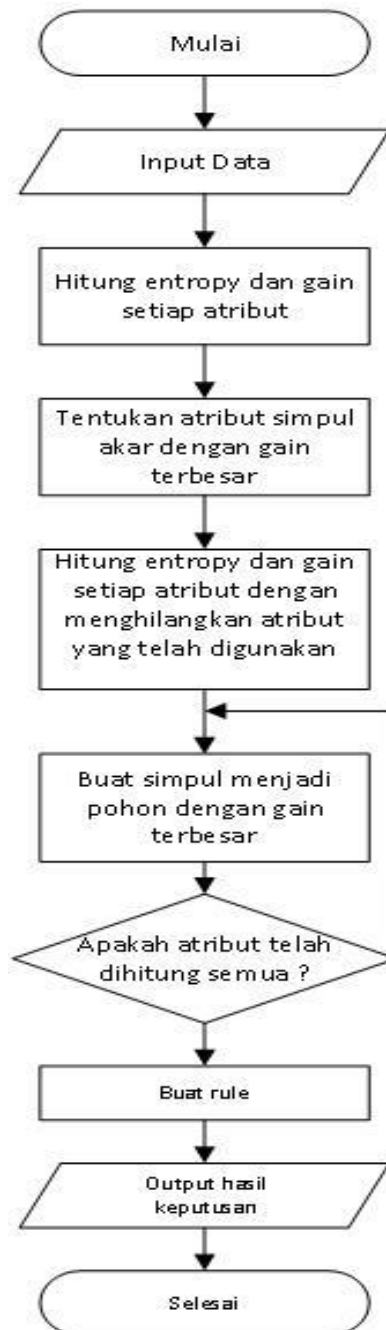 Mulai
Input Data
Hitung entropy dan gain
setiap atribut
Tentukan atribut simpul
akar dengan gain
terbesar
Hitung entropy dan gain
setiap atribut dengan
menghilangkan atribut
yang telah digunakan
Buat simpul menjadi
pohon dengan gain
terbesar
Apakah atribut telah
dihitung semua ?
Buat rule
Output hasil
keputusan
Selesai